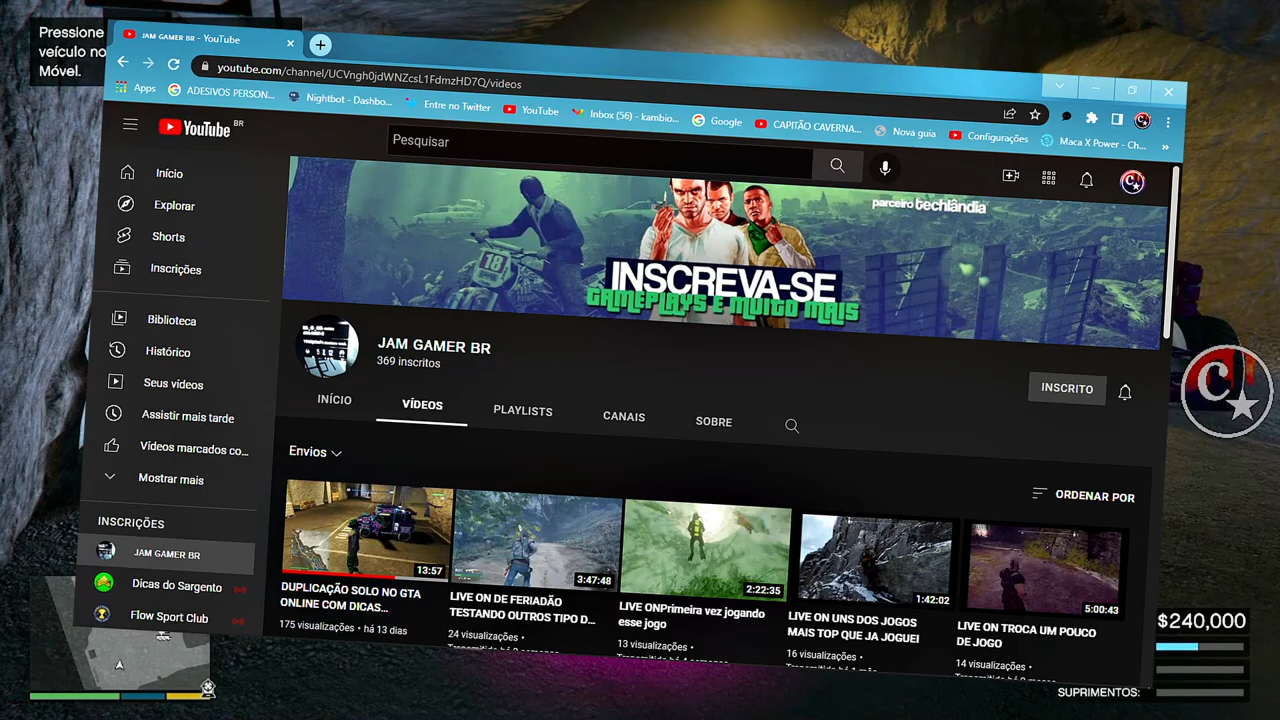 Pressione
veículo no
Móvel.
JAM GAMER BR - YouTube
youtube.com/channel/UCVngh0jdWNZcsL1FdmzHD7Q/videos
Apps
ADESIVOS PERSON...
Nightbot - Dashbo...
Entre no Twitter
YouTube
Inbox (56) - kambio...
Google
CAPITÃO CAVERNA...
Nova guia
Configurações
Maca X Power - Ch...
YouTube BR
Pesquisar
Início
Explorar
Shorts
Inscrições
Biblioteca
Histórico
Seus vídeos
Assistir mais tarde
Vídeos marcados co...
Mostrar mais
INSCRIÇÕES
JAM GAMER BR
Dicas do Sargento
Flow Sport Club
parceiro techlândia
18
INSCREVA-SE
GAMEPLAYS E MUITO MAIS
JAM GAMER BR
369 inscritos
INSCRITO
INÍCIO
VÍDEOS
PLAYLISTS
CANAIS
SOBRE
Envios
ORDENAR POR
13:57
DUPLICAÇÃO SOLO NO GTA
ONLINE COM DICAS...
175 visualizações • há 13 dias
3:47:48
LIVE ON DE FERIADÃO
TESTANDO OUTROS TIPO D...
24 visualizações •
2:22:35
LIVE ONPrimeira vez jogando
esse jogo
13 visualizações •
1:42:02
LIVE ON UNS DOS JOGOS
MAIS TOP QUE JA JOGUEI
16 visualizações •
5:00:43
LIVE ON TROCA UM POUCO
DE JOGO
14 visualizações •
C
$240,000
SUPRIMENTOS: